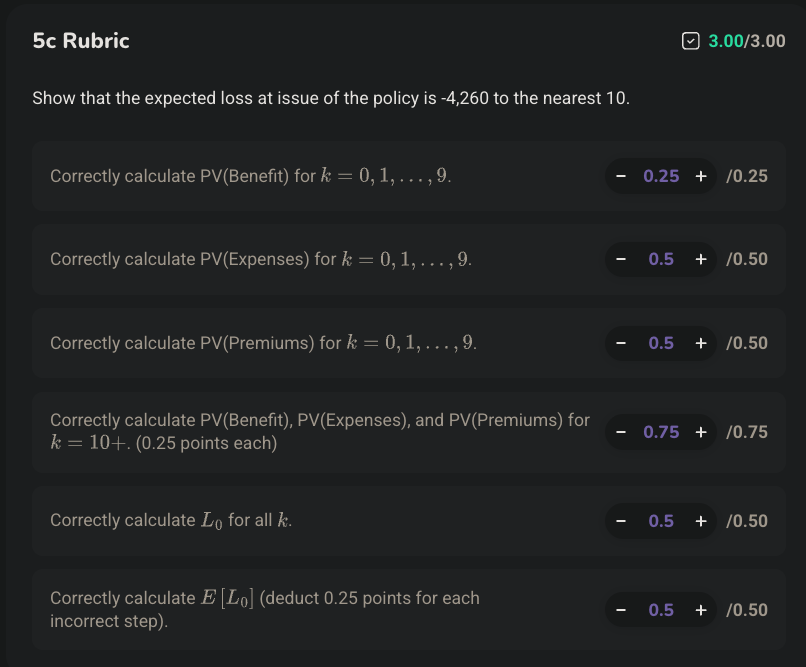 5c Rubric
3.00/3.00
Show that the expected loss at issue of the policy is -4,260 to the nearest 10.
Correctly calculate PV(Benefit) for k = 0, 1, . . . , 9.
− 0.25 + /0.25
Correctly calculate PV(Expenses) for k = 0, 1, . . . , 9.
− 0.5 + /0.50
Correctly calculate PV(Premiums) for k = 0, 1, . . . , 9.
− 0.5 + /0.50
Correctly calculate PV(Benefit), PV(Expenses), and PV(Premiums) for
k = 10+. (0.25 points each)
− 0.75 + /0.75
Correctly calculate L₀ for all k.
− 0.5 + /0.50
Correctly calculate E [L₀] (deduct 0.25 points for each
incorrect step).
− 0.5 + /0.50